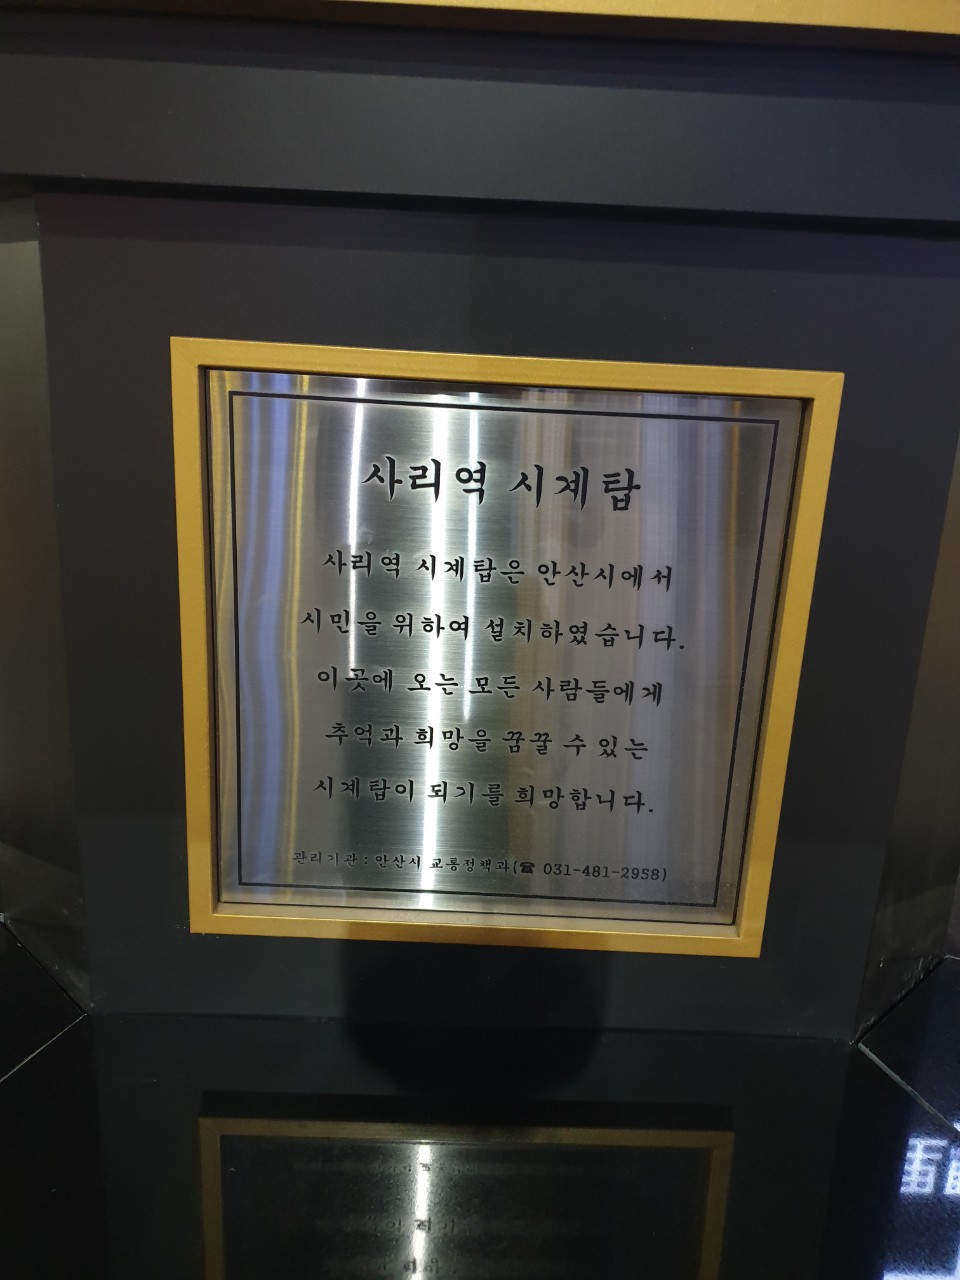 사리역 시계탑
사리역 시계탑은 안산시에서
시민을 위하여 설치하였습니다.
이곳에 오는 모든 사람들에게
추억과 희망을 꿈꿀 수 있는
시계탑이 되기를 희망합니다.
관리기관 : 안산시 교통정책과(☎ 031-481-2958)